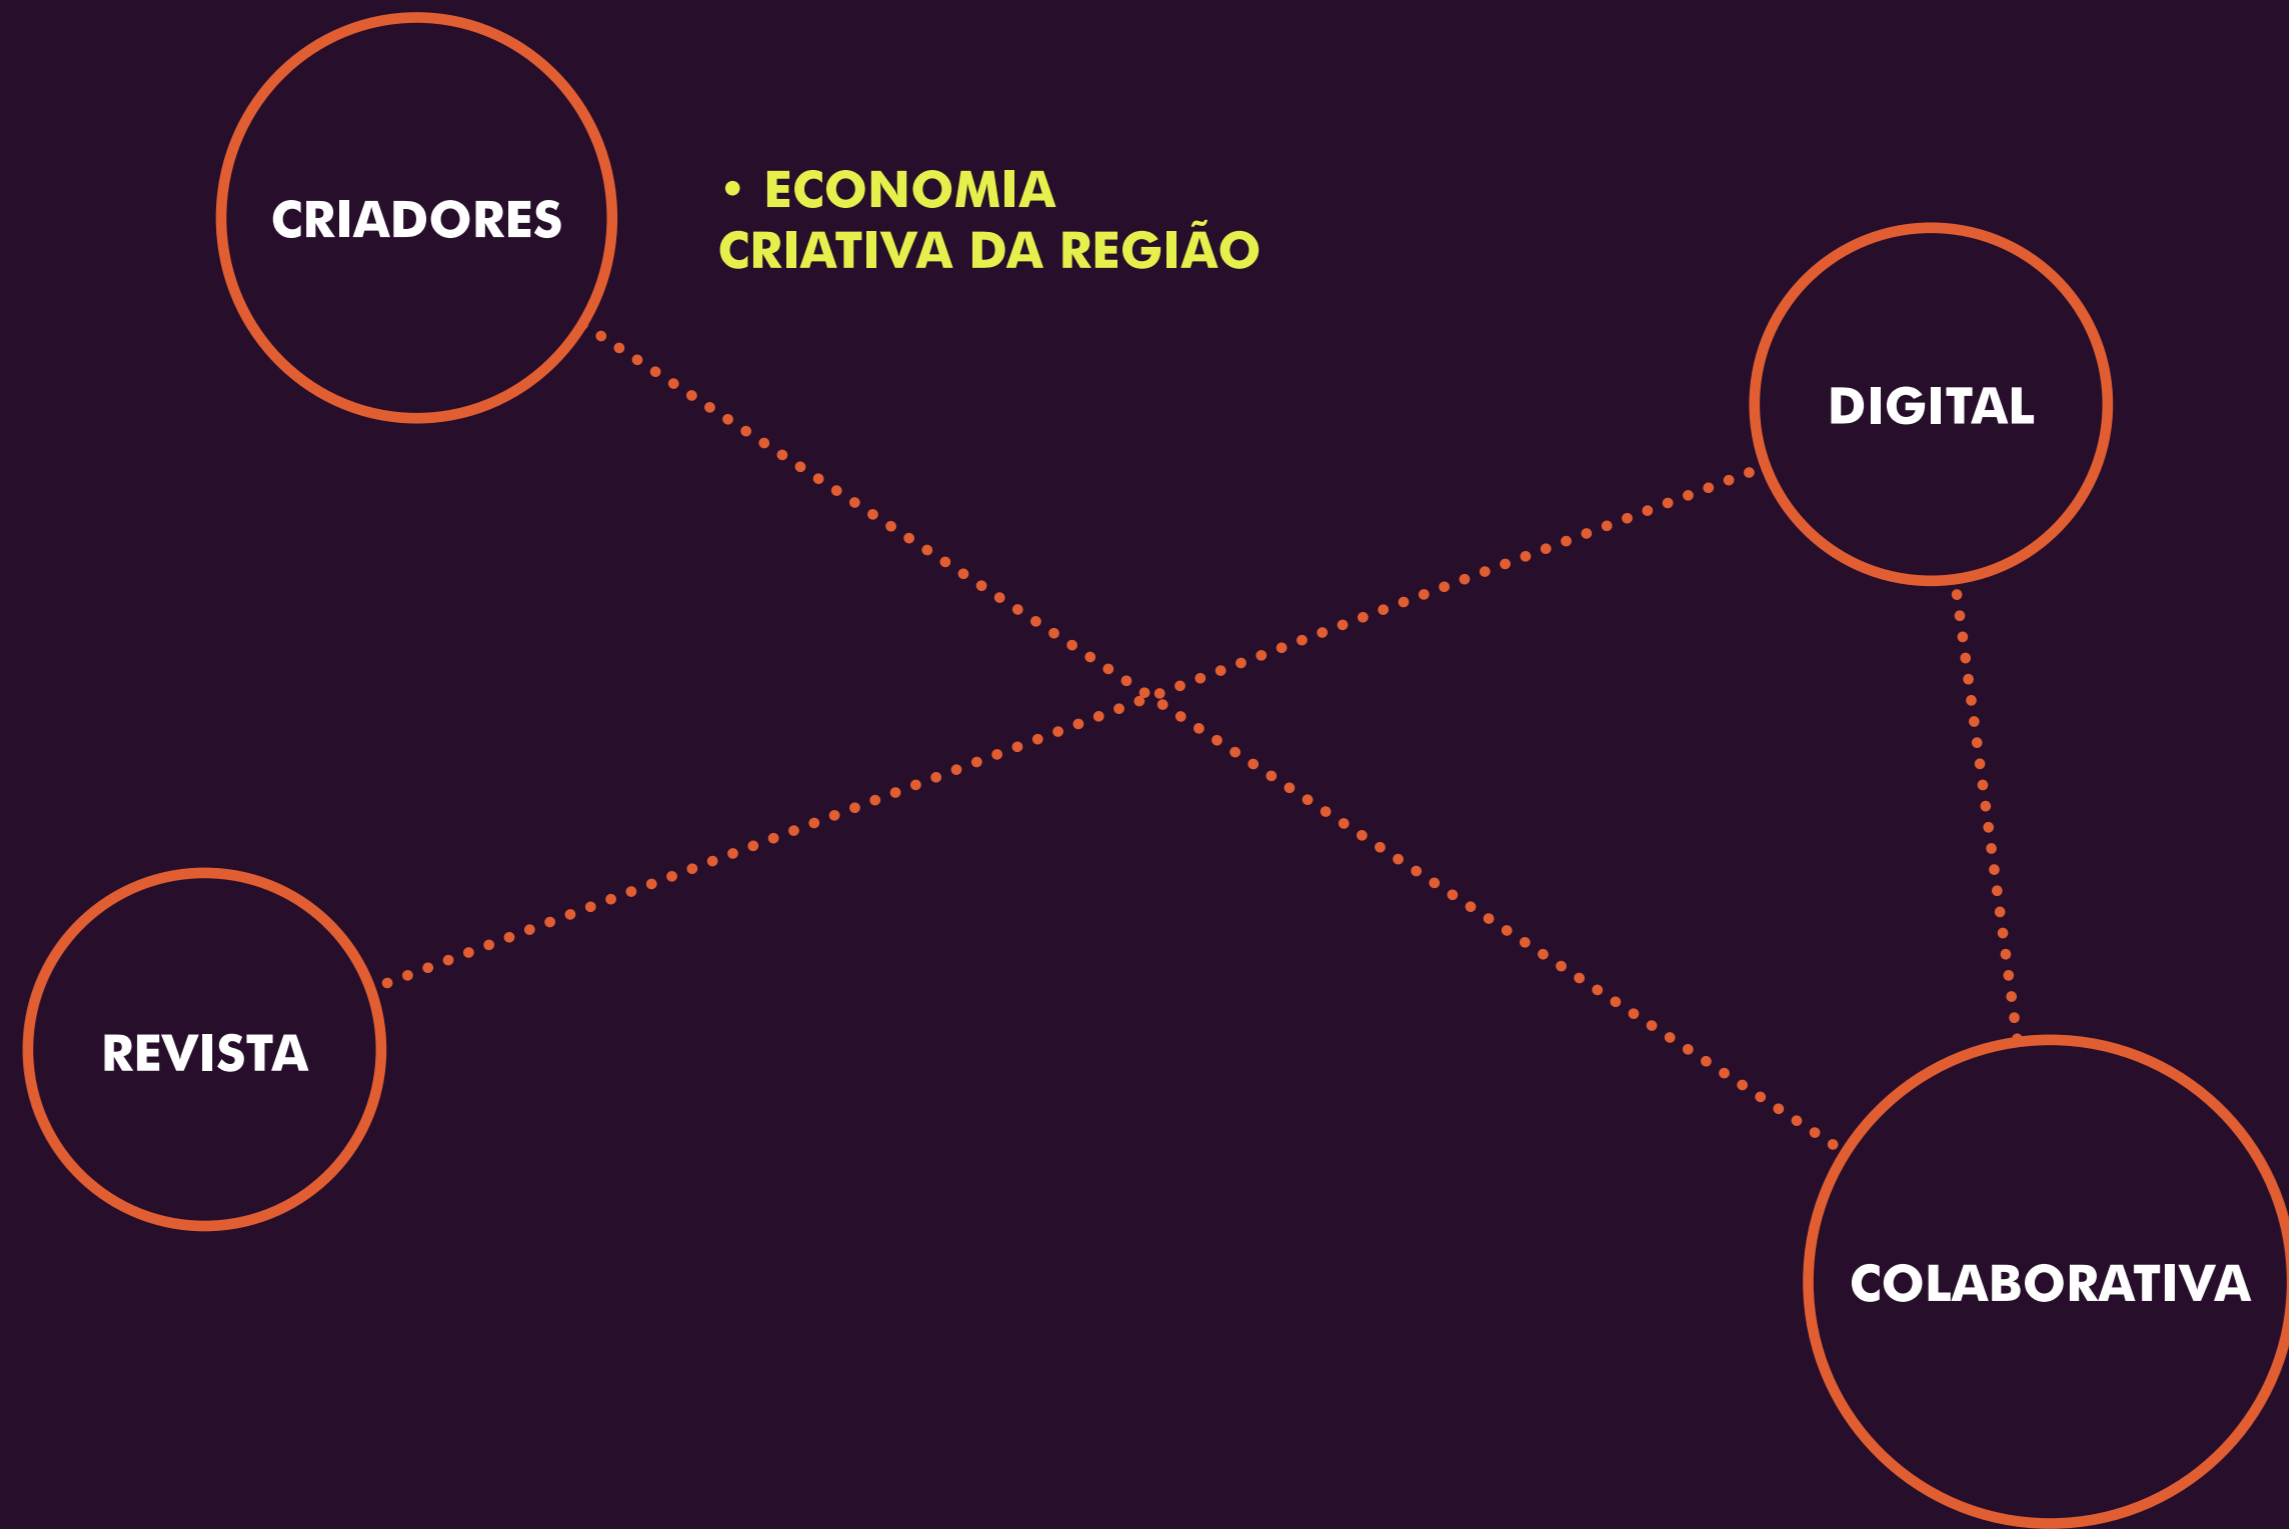 CRIADORES
• ECONOMIA
CRIATIVA DA REGIÃO
DIGITAL
REVISTA
COLABORATIVA